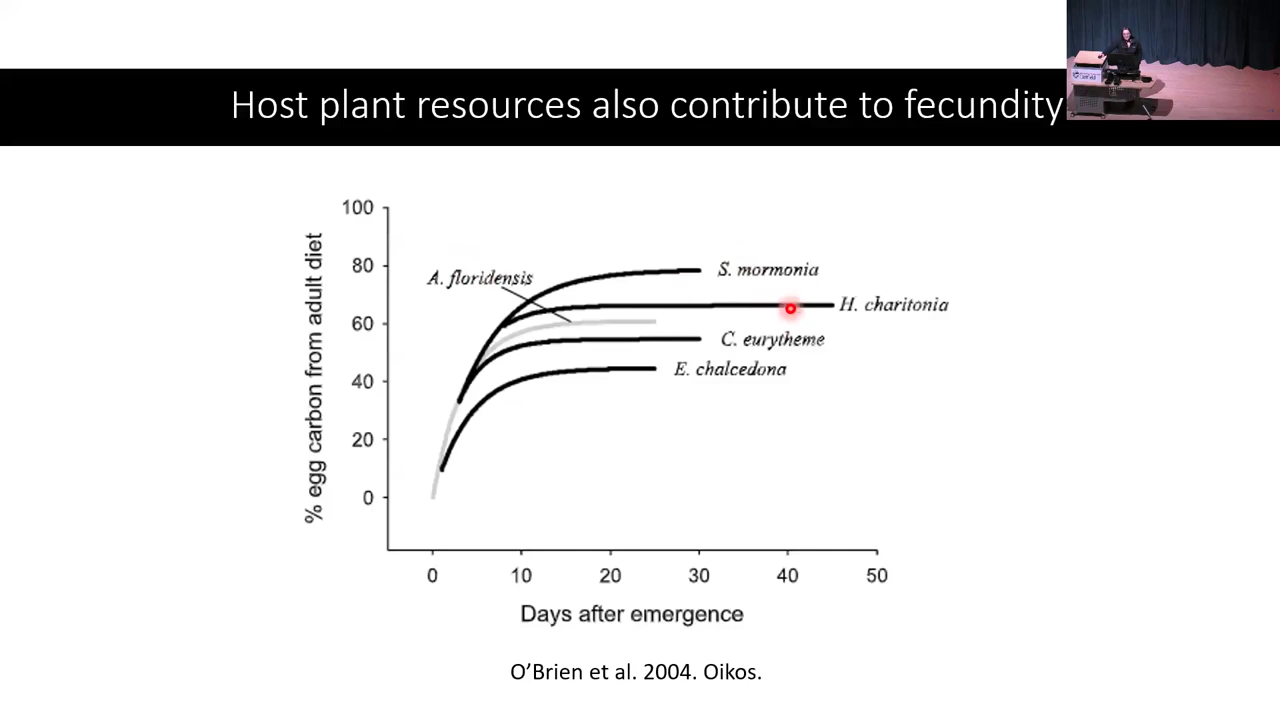 Host plant resources also contribute to fecundity
100
80
60
40
20
0
% egg carbon from adult diet
A. floridensis
S. mormonia
H. charitonia
C. eurytheme
E. chalcedona
0 10 20 30 40 50
Days after emergence
O’Brien et al. 2004. Oikos.